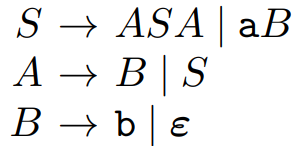 S → ASA | aB
A → B | S
B → b | ε